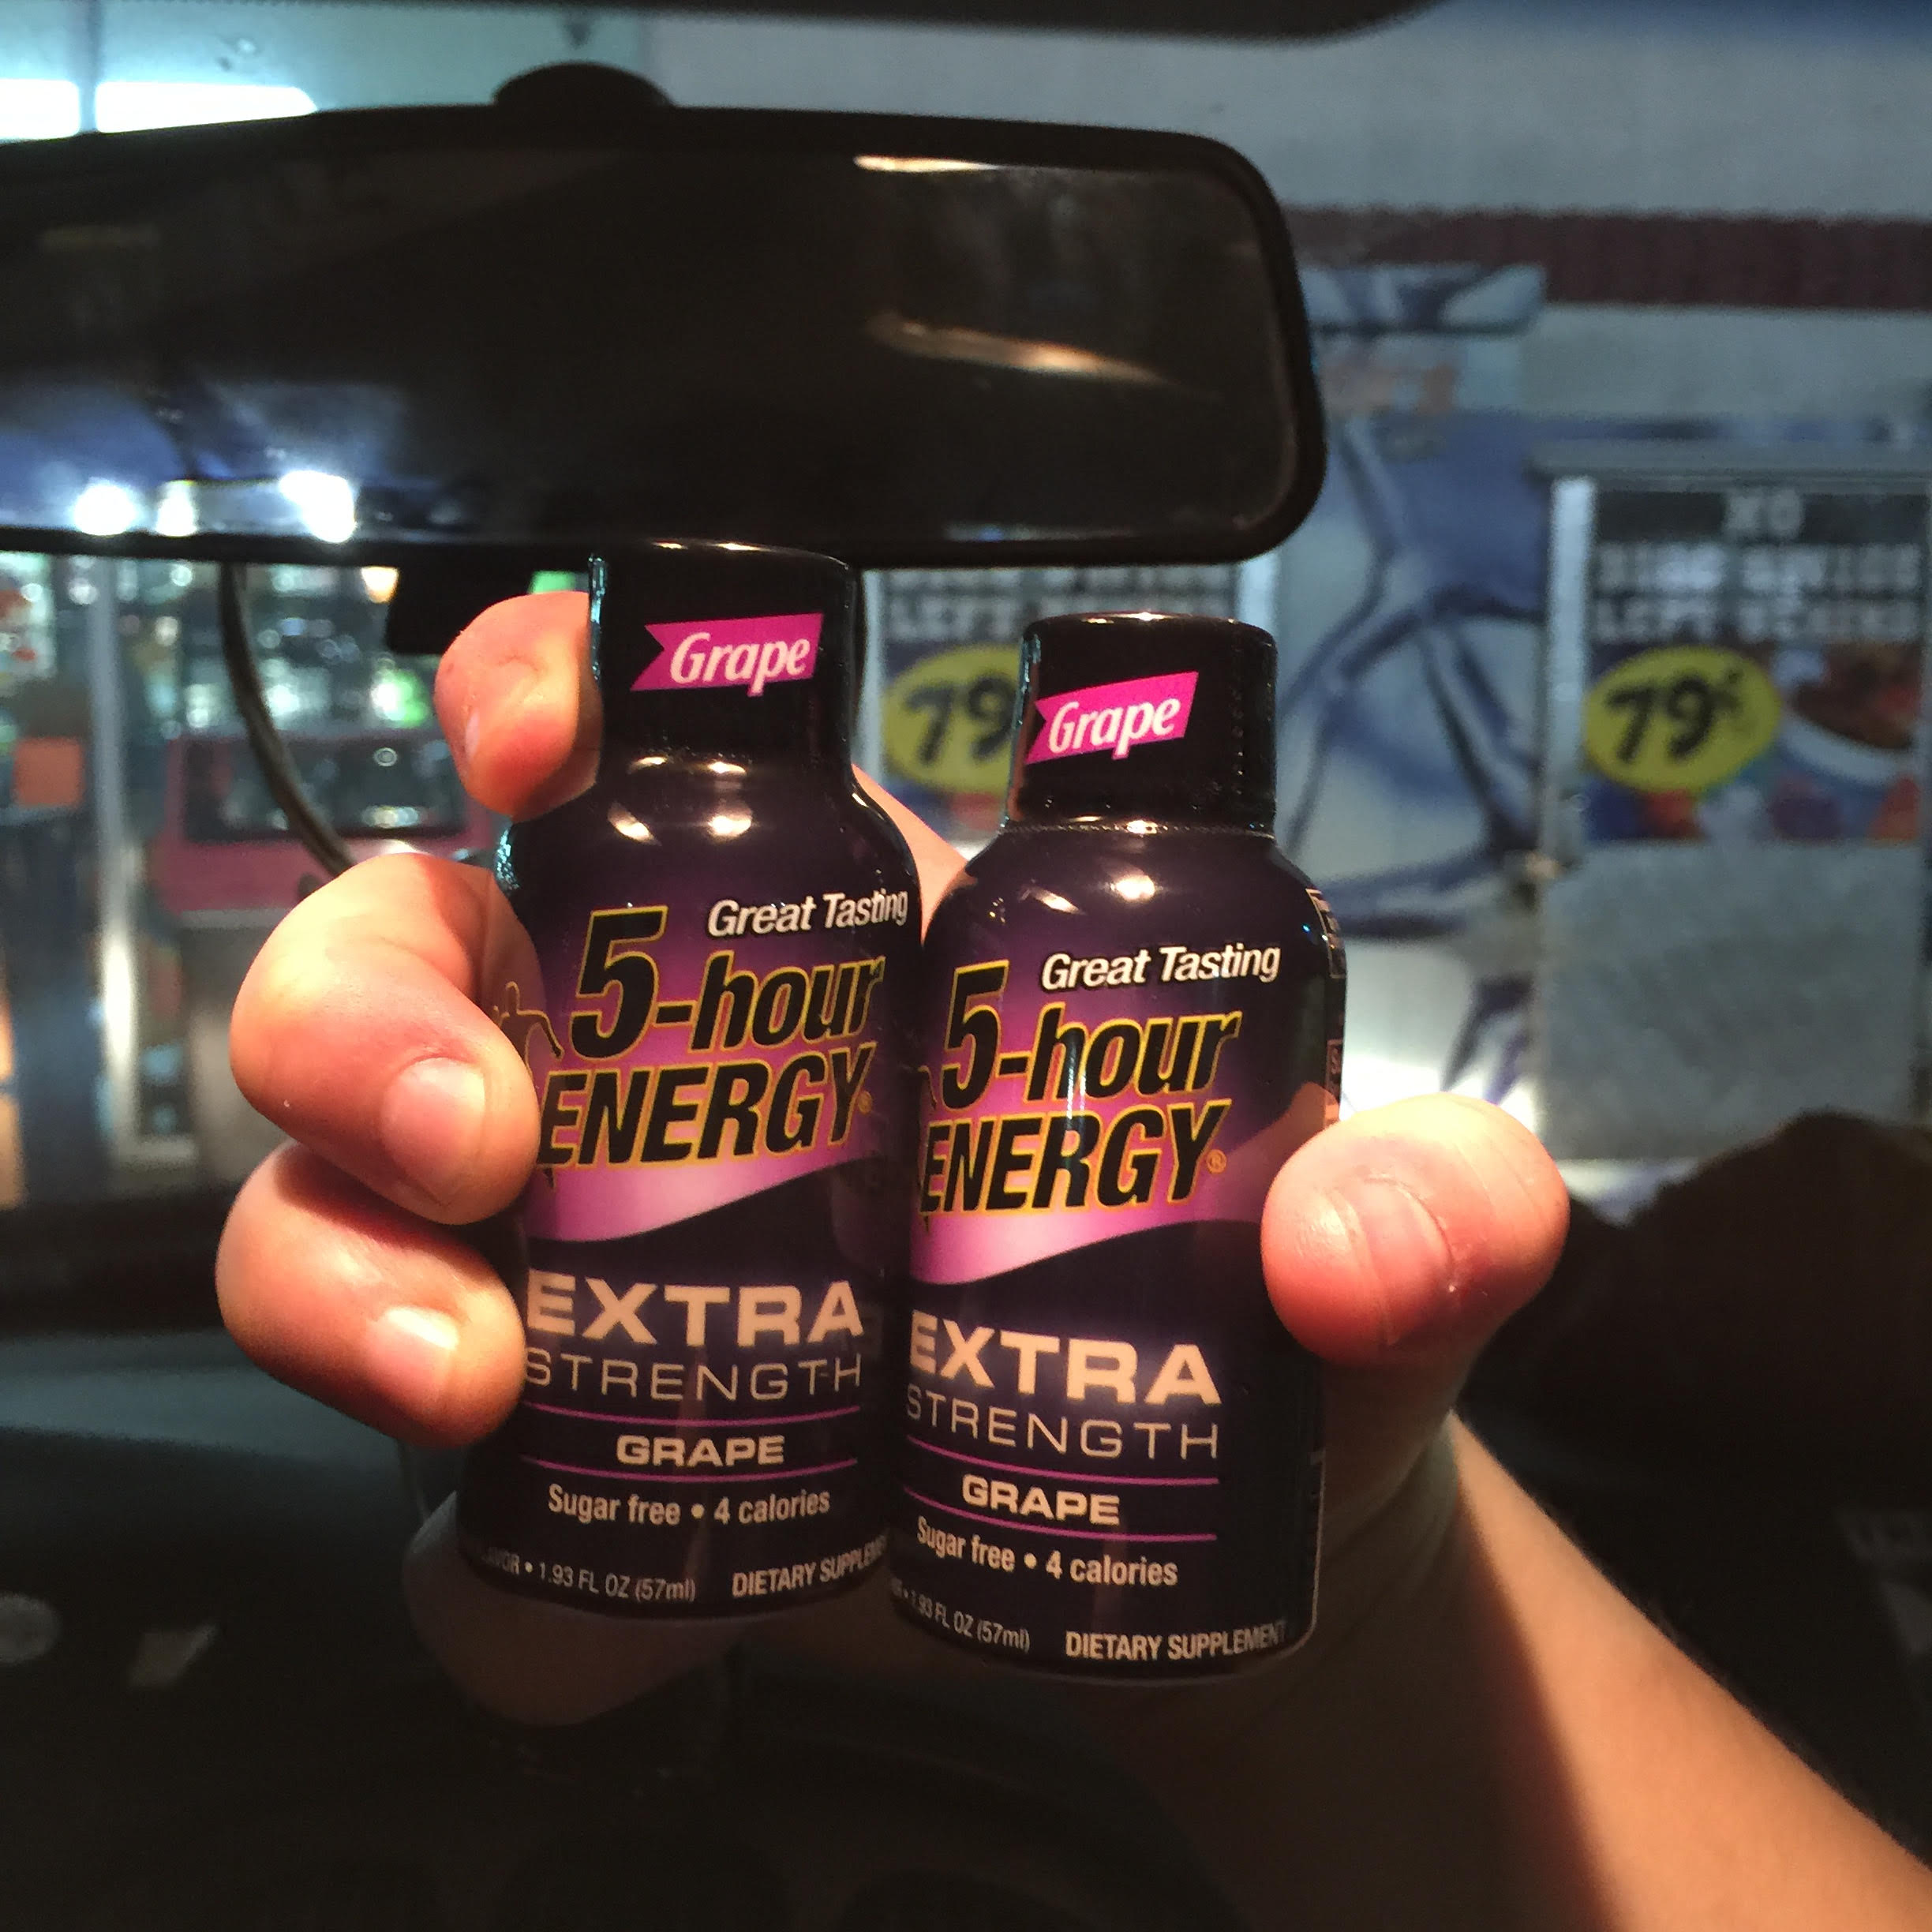 Grape
Great Tasting
5-hour
ENERGY
EXTRA
STRENGTH
GRAPE
Sugar free • 4 calories
• 1.93 FL OZ (57ml) DIETARY
Grape
Great Tasting
5-hour
ENERGY®
EXTRA
STRENGTH
GRAPE
Sugar free • 4 calories
• 1.93 FL OZ (57ml) DIETARY SUPPLEMENT
LEFT
79
LEFT
79¢